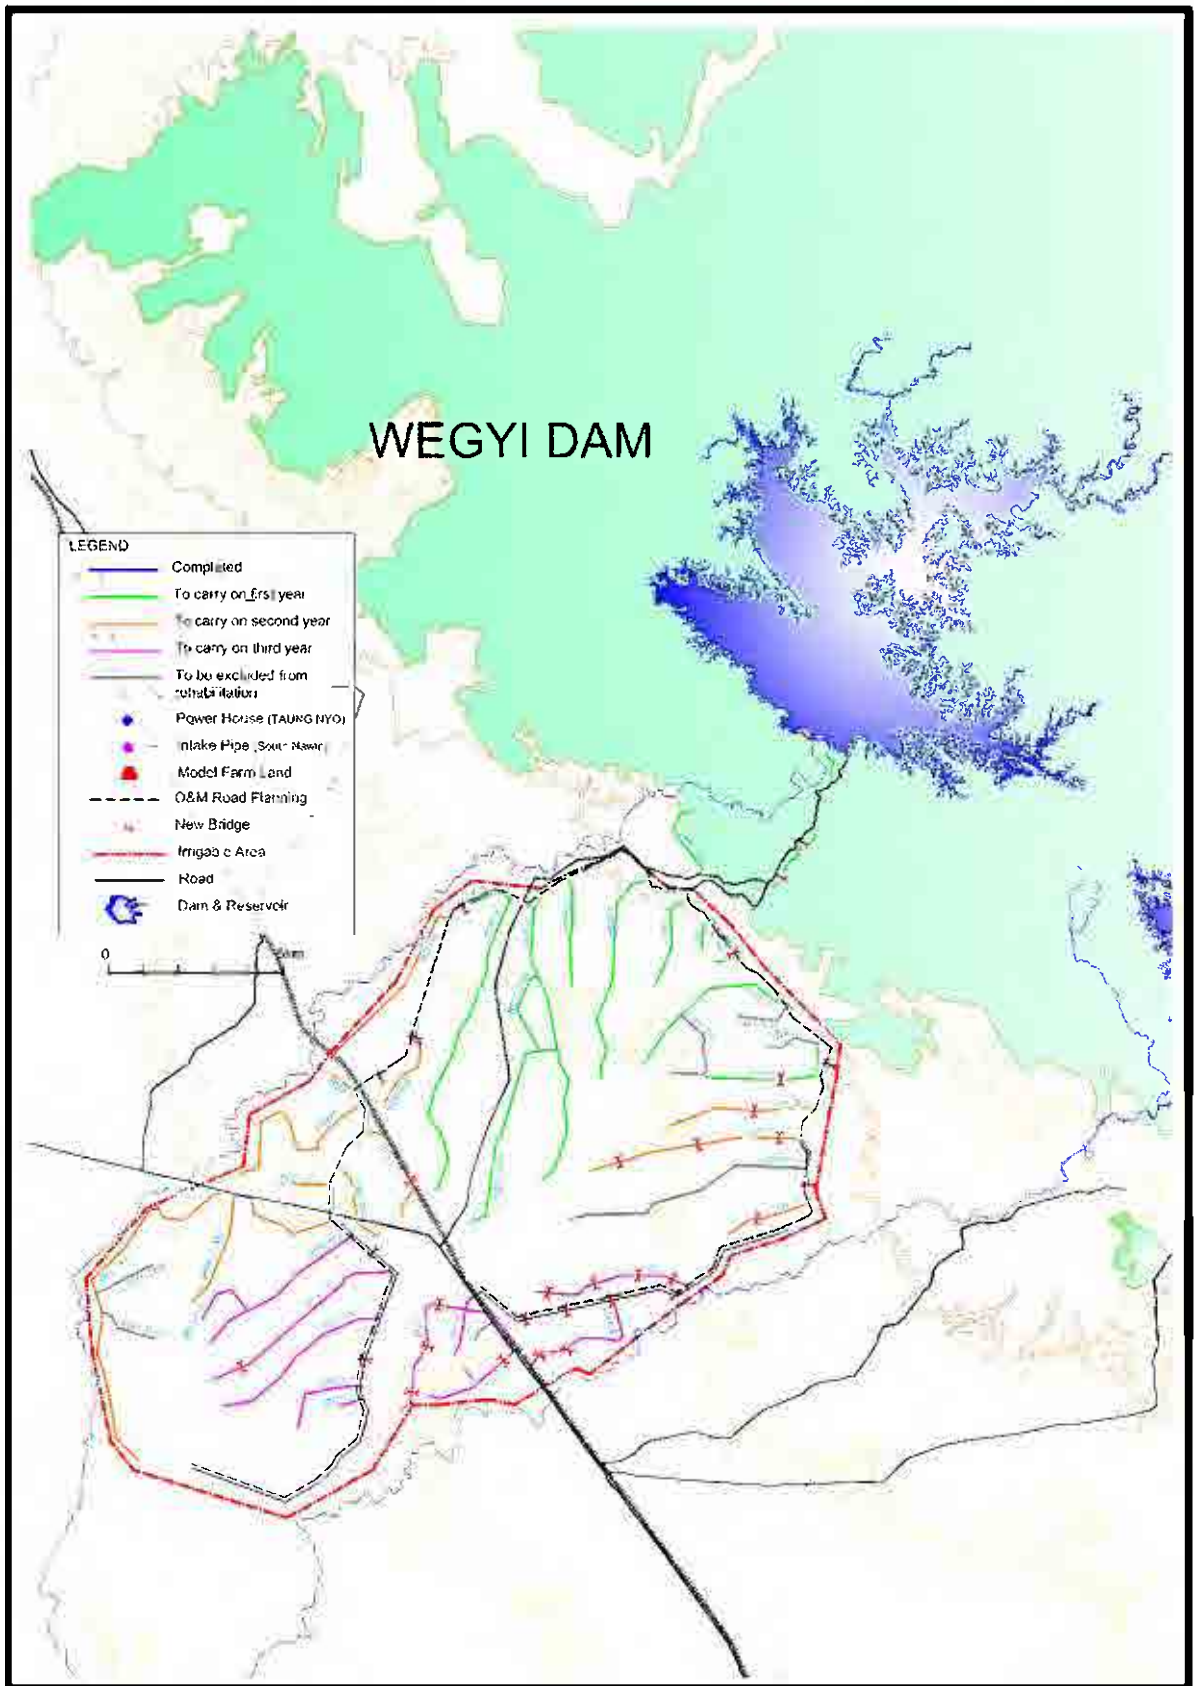 WEGYI DAM
LEGEND
Completed
To carry on first year
To carry on second year
To carry on third year
To be excluded from
rehabilitation
Power House (TAUNG NYO)
Intake Pipe (South Nawin)
Model Farm Land
O&M Road Planning
New Bridge
Irrigable Area
Road
Dam & Reservoir
0